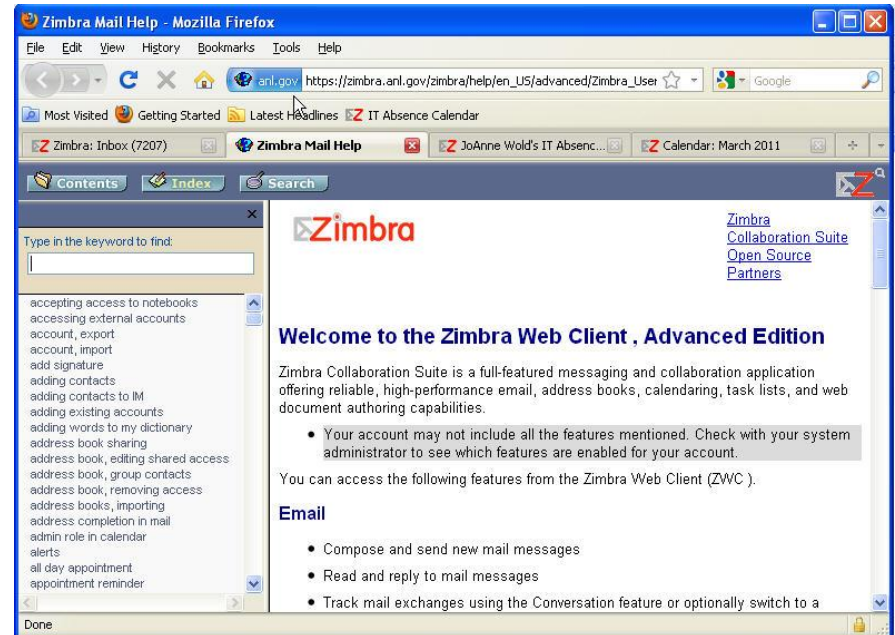 Zimbra Mail Help - Mozilla Firefox
File Edit View History Bookmarks Tools Help
anl.gov https://zimbra.anl.gov/zimbra/help/en_US/advanced/Zimbra_User Google
Most Visited Getting Started Latest Headlines IT Absence Calendar
Zimbra: Inbox (7207) Zimbra Mail Help JoAnne Wold's IT Absenc... Calendar: March 2011
Contents Index Search
Type in the keyword to find:
accepting access to notebooks
accessing external accounts
account, export
account, import
add signature
adding contacts
adding contacts to IM
adding existing accounts
adding words to my dictionary
address book sharing
address book, editing shared access
address book, group contacts
address book, removing access
address books, importing
address completion in mail
admin role in calendar
alerts
all day appointment
appointment reminder
Zimbra
Zimbra
Collaboration Suite
Open Source
Partners
Welcome to the Zimbra Web Client , Advanced Edition
Zimbra Collaboration Suite is a full-featured messaging and collaboration application
offering reliable, high-performance email, address books, calendaring, task lists, and web
document authoring capabilities.
• Your account may not include all the features mentioned. Check with your system
administrator to see which features are enabled for your account.
You can access the following features from the Zimbra Web Client (ZWC ).
Email
• Compose and send new mail messages
• Read and reply to mail messages
• Track mail exchanges using the Conversation feature or optionally switch to a
Done